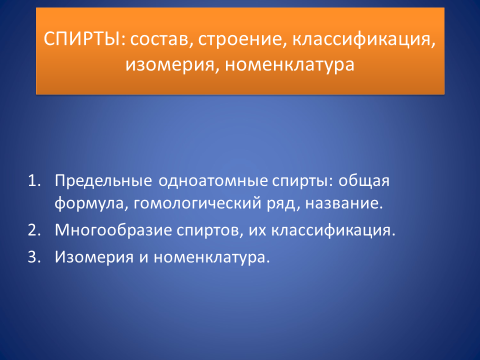 СПИРТЫ: состав, строение, классификация,
изомерия, номенклатура
1. Предельные одноатомные спирты: общая
формула, гомологический ряд, название.
2. Многообразие спиртов, их классификация.
3. Изомерия и номенклатура.